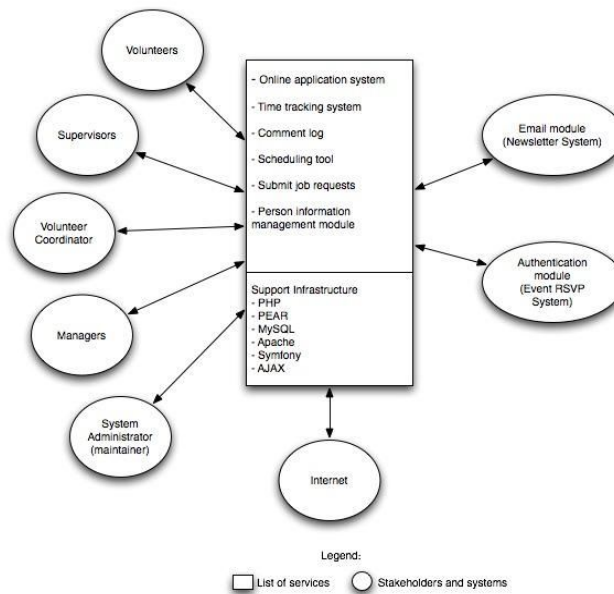 Volunteers
Supervisors
Volunteer
Coordinator
Managers
System
Administrator
(maintainer)
- Online application system
- Time tracking system
- Comment log
- Scheduling tool
- Submit job requests
- Person information
management module
Support Infrastructure
- PHP
- PEAR
- MySQL
- Apache
- Symfony
- AJAX
Email module
(Newsletter System)
Authentication
module
(Event RSVP
System)
Internet
Legend:
List of services
Stakeholders and systems